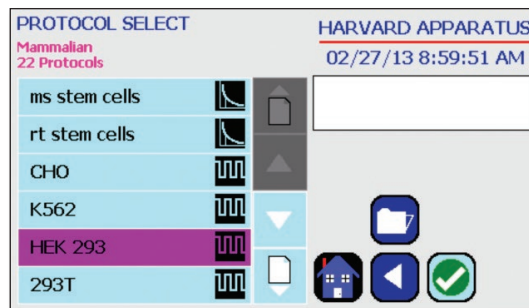 PROTOCOL SELECT
Mammalian
22 Protocols
HARVARD APPARATUS
02/27/13 8:59:51 AM
ms stem cells
rt stem cells
CHO
K562
HEK 293
293T